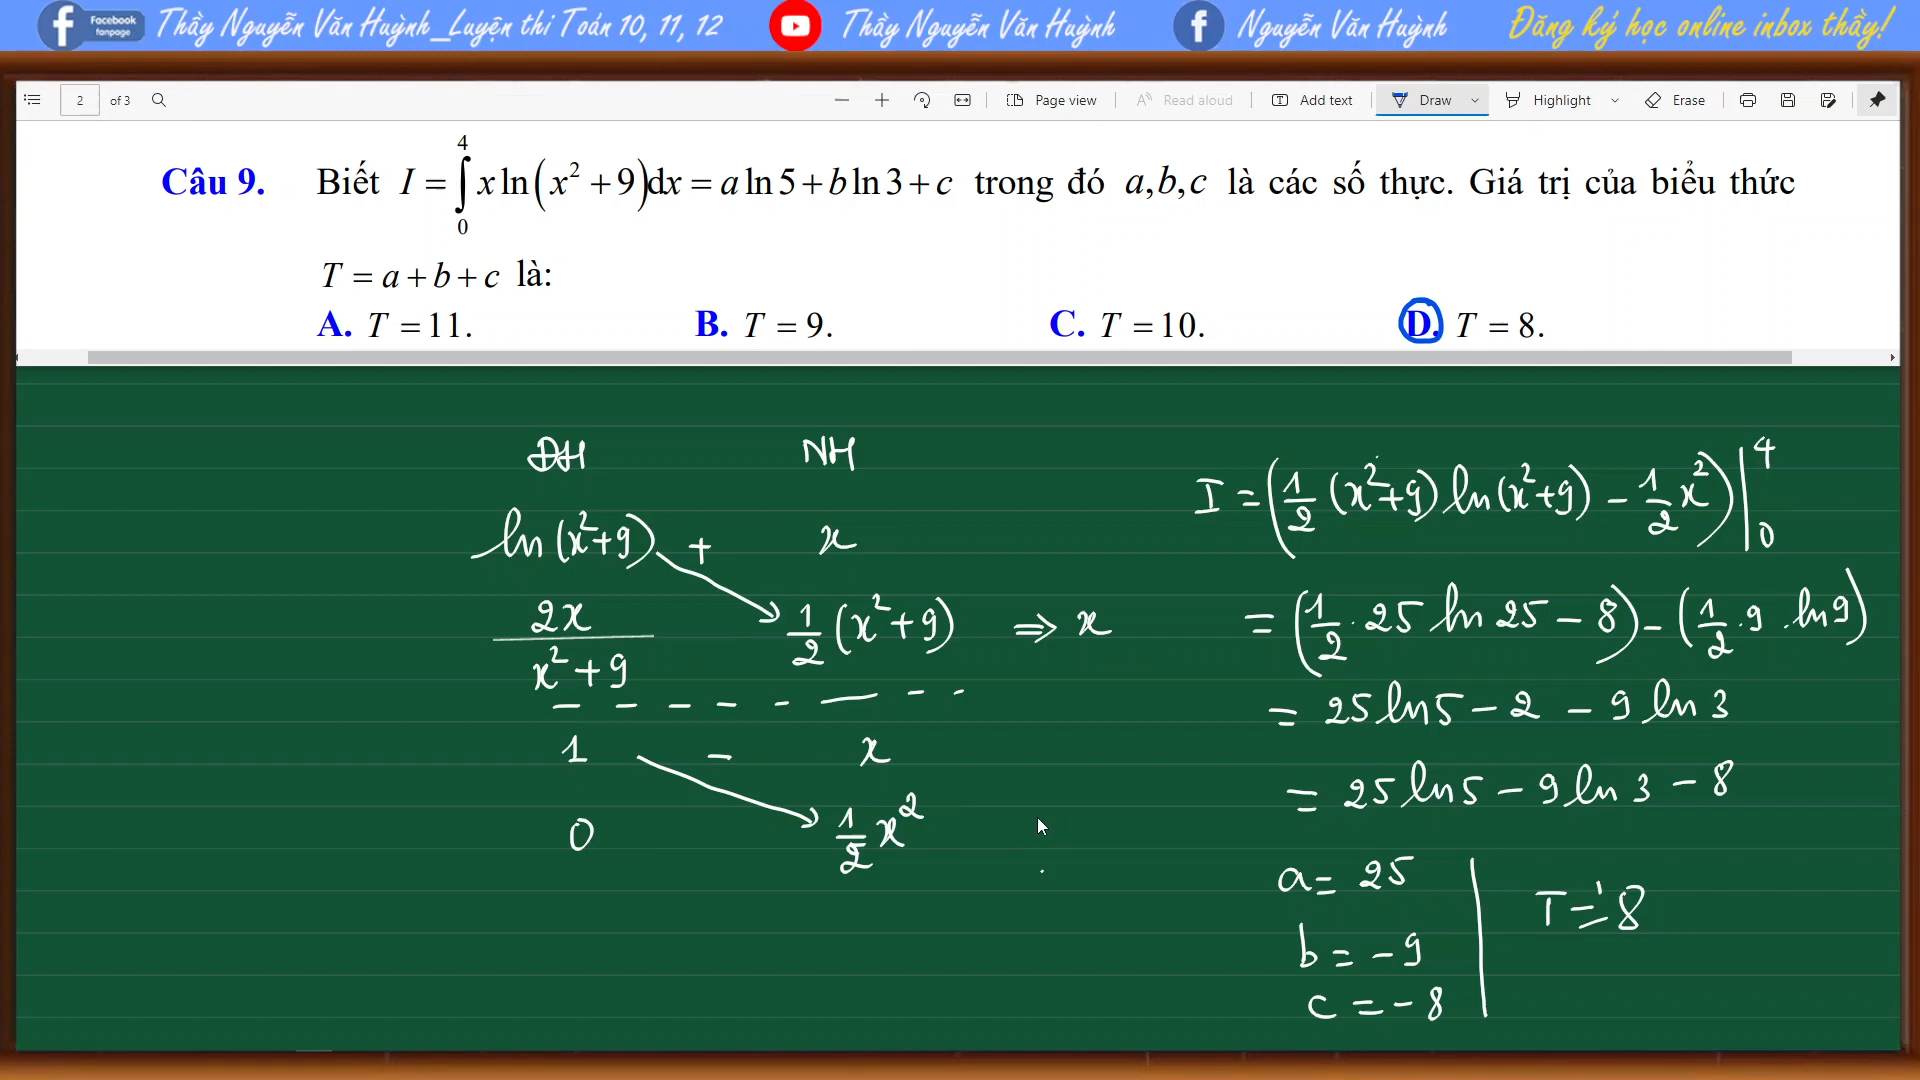 Facebook fanpage Thầy Nguyễn Văn Huỳnh_Luyện thi Toán 10, 11, 12 Thầy Nguyễn Văn Huỳnh f Nguyễn Văn Huỳnh Đăng ký học online inbox thầy!
2 of 3 Page view Read aloud Add text Draw Highlight Erase
Câu 9. Biết I = ∫₀⁴ x ln(x² + 9)dx = a ln 5 + b ln 3 + c trong đó a, b, c là các số thực. Giá trị của biểu thức
T = a + b + c là:
A. T = 11. B. T = 9. C. T = 10. D. T = 8.
ĐH NH
ln(x²+9) + x
2x/(x²+9) 1/2 (x²+9) ⇒ x
1 - x
0 1/2 x²
I = (1/2 (x²+9) ln(x²+9) - 1/2 x²)|₀⁴
= (1/2 . 25 ln 25 - 8) - (1/2 . 9 . ln 9)
= 25 ln 5 - 2 - 9 ln 3
= 25 ln 5 - 9 ln 3 - 8
a = 25
b = -9
c = -8
T = 8